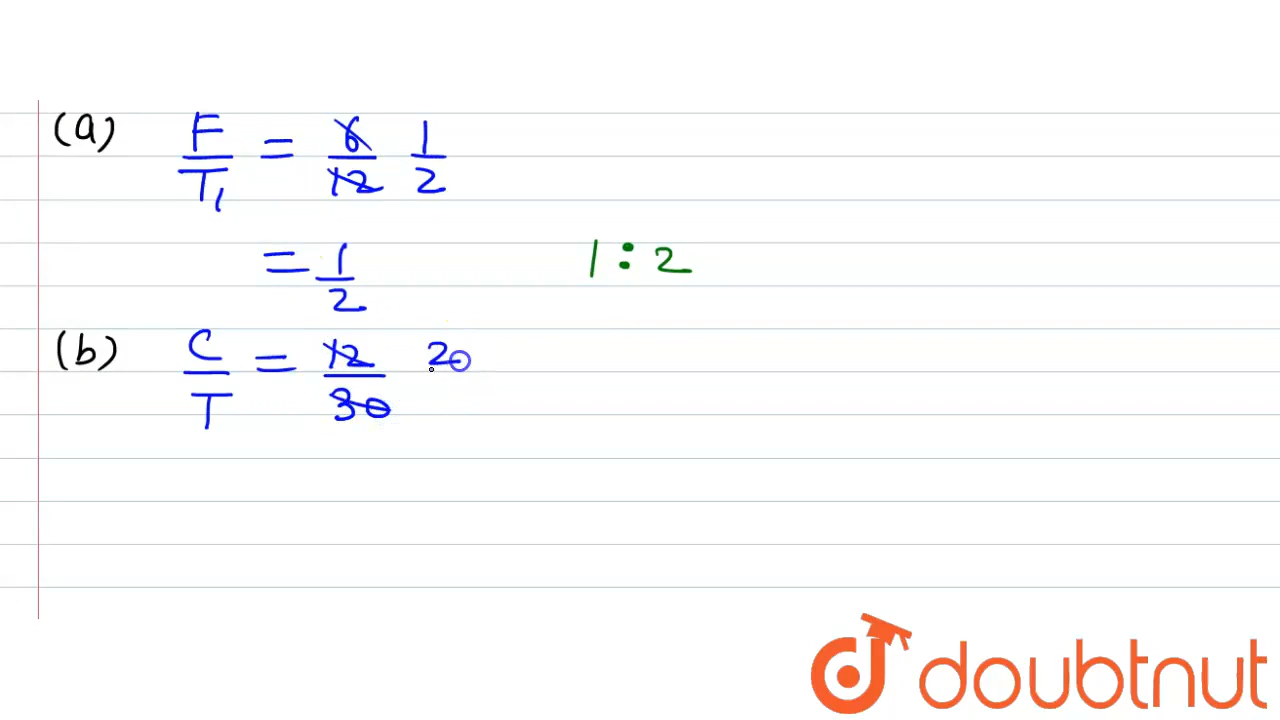 (a) F/T1 = 6/12 1/2
= 1/2 1 : 2
(b) C/T = 12/30 20
doubtnut